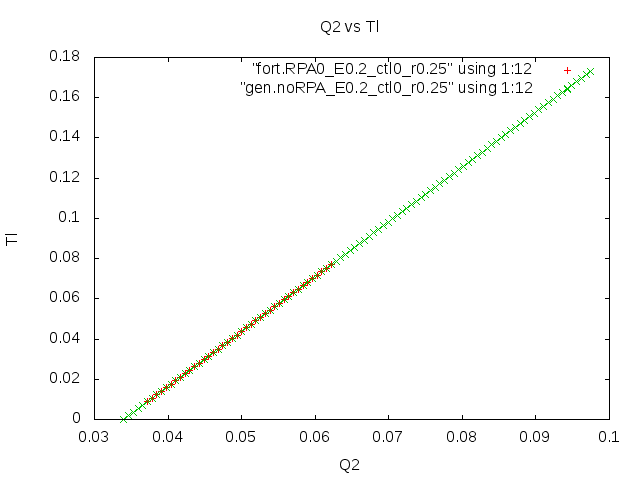 Q2 vs Tl
"fort.RPA0_E0.2_ctl0_r0.25" using 1:12
"gen.noRPA_E0.2_ctl0_r0.25" using 1:12
0.18
0.16
0.14
0.12
0.1
0.08
0.06
0.04
0.02
0
Tl
0.03 0.04 0.05 0.06 0.07 0.08 0.09 0.1
Q2